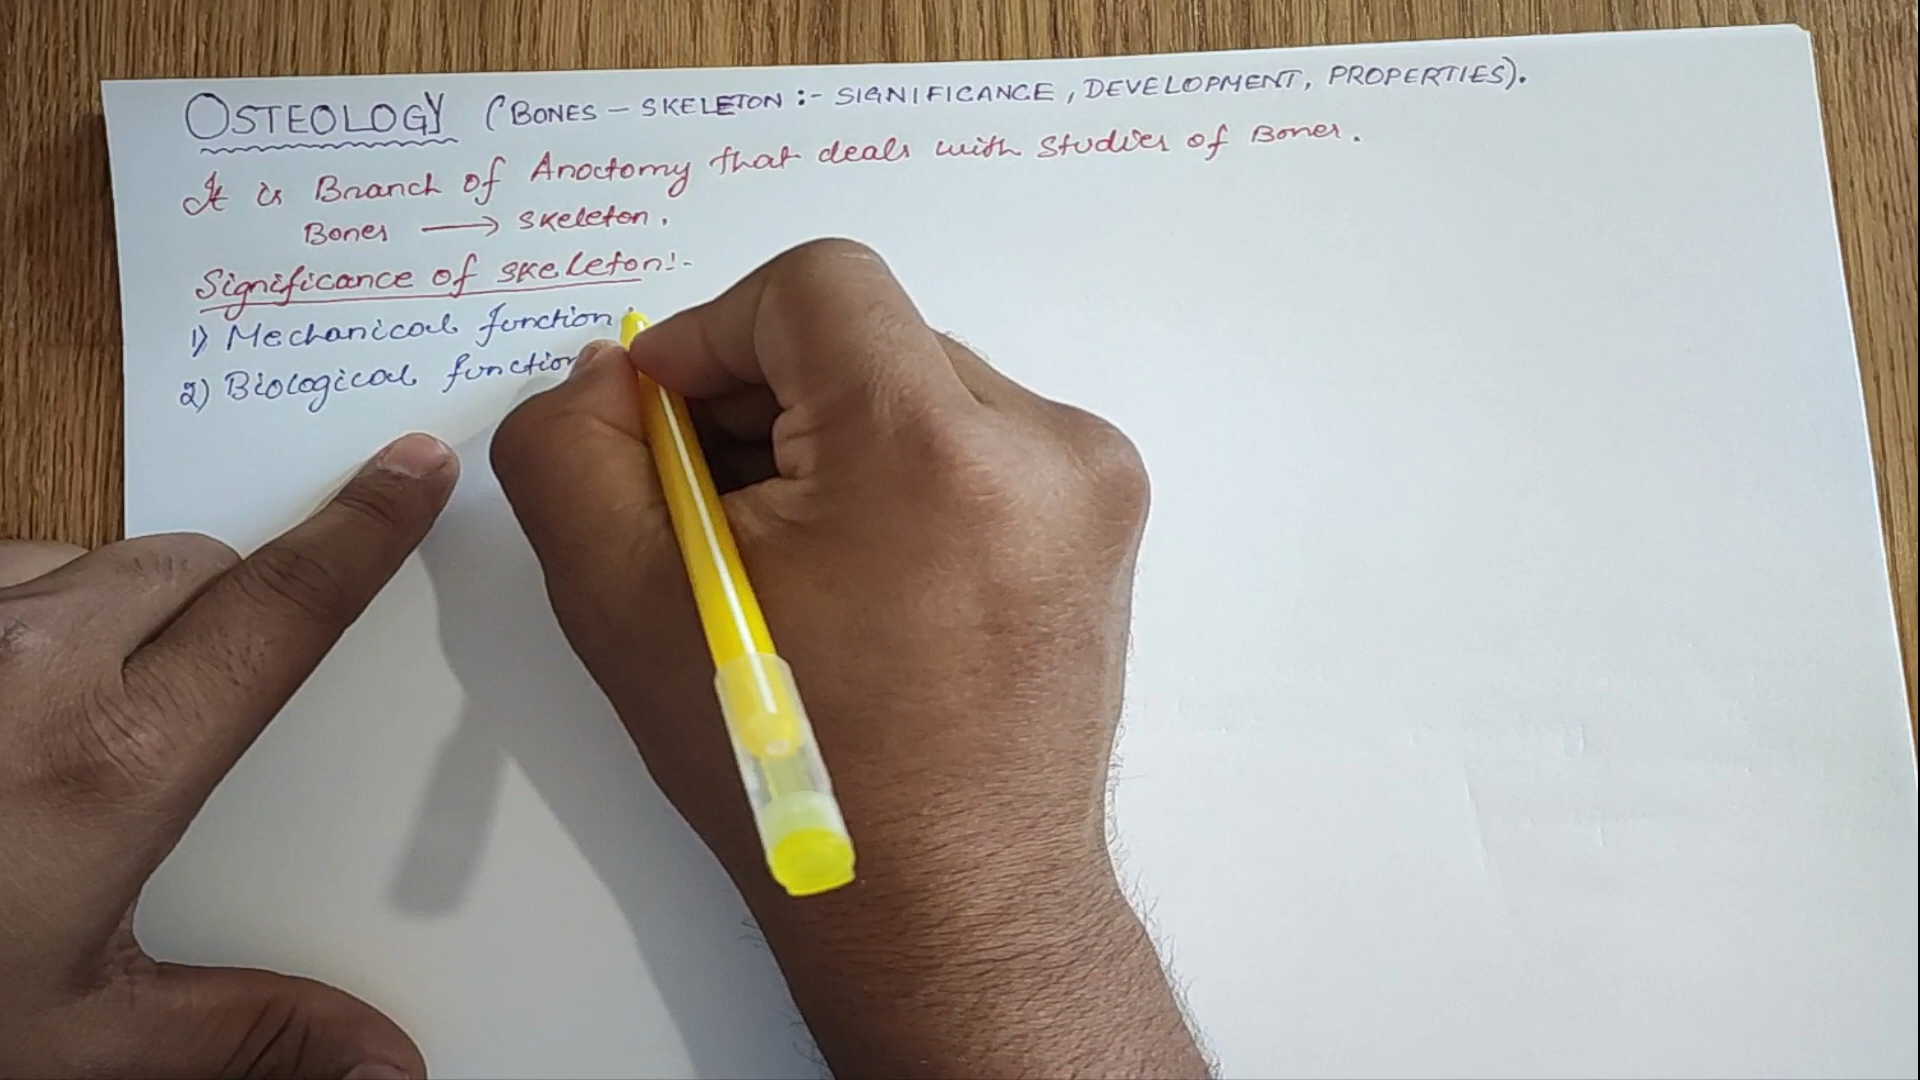 OSTEOLOGY (BONES - SKELETON :- SIGNIFICANCE, DEVELOPMENT, PROPERTIES).
It is Branch of Anoctomy that deals with Studies of Bones.
Bones → Skeleton.
Significance of skeleton:-
1) Mechanical function
2) Biological function